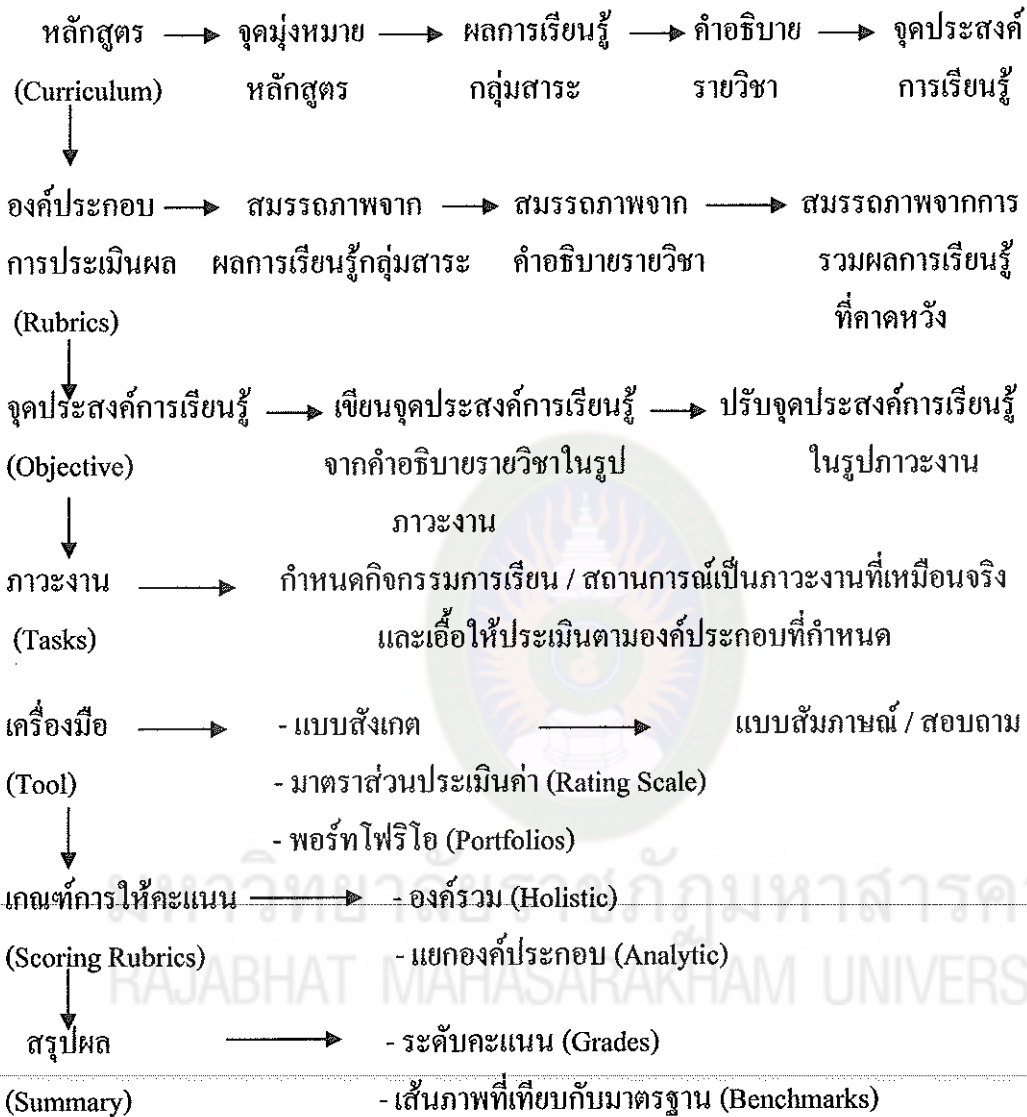 หลักสูตร → จุดมุ่งหมาย → ผลการเรียนรู้ → คำอธิบาย → จุดประสงค์
(Curriculum) หลักสูตร กลุ่มสาระ รายวิชา การเรียนรู้
องค์ประกอบ → สมรรถภาพจาก → สมรรถภาพจาก → สมรรถภาพจากการ
การประเมินผล ผลการเรียนรู้กลุ่มสาระ คำอธิบายรายวิชา รวมผลการเรียนรู้
(Rubrics) ที่คาดหวัง
จุดประสงค์การเรียนรู้ → เขียนจุดประสงค์การเรียนรู้ → ปรับจุดประสงค์การเรียนรู้
(Objective) จากคำอธิบายรายวิชาในรูป ในรูปภาวะงาน
ภาวะงาน
ภาวะงาน → กำหนดกิจกรรมการเรียน / สถานการณ์เป็นภาวะงานที่เหมือนจริง
(Tasks) และเอื้อให้ประเมินตามองค์ประกอบที่กำหนด
เครื่องมือ → - แบบสังเกต → แบบสัมภาษณ์ / สอบถาม
(Tool) - มาตราส่วนประเมินค่า (Rating Scale)
- พอร์ทโฟริโอ (Portfolios)
มหาวิทยาลัยราชภัฏมหาสารค
เกณฑ์การให้คะแนน → - องค์รวม (Holistic)
(Scoring Rubrics) - แยกองค์ประกอบ (Analytic)
RAJABHAT MAHASARAKHAM UNIVERS
สรุปผล → - ระดับคะแนน (Grades)
(Summary) - เส้นภาพที่เทียบกับมาตรฐาน (Benchmarks)